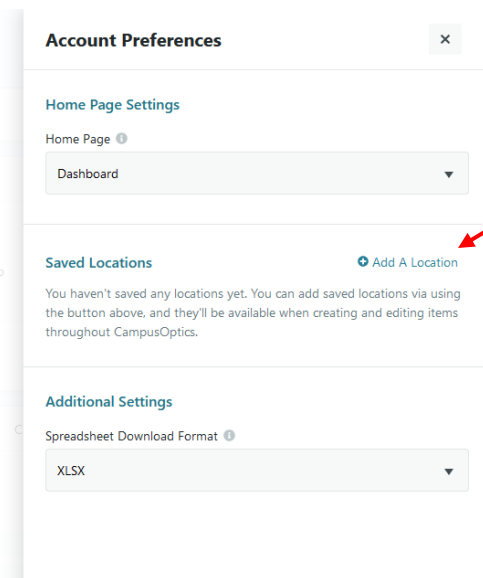 Account Preferences
Home Page Settings
Home Page
Dashboard
Saved Locations
Add A Location
You haven't saved any locations yet. You can add saved locations via using
the button above, and they'll be available when creating and editing items
throughout CampusOptics.
Additional Settings
Spreadsheet Download Format
XLSX